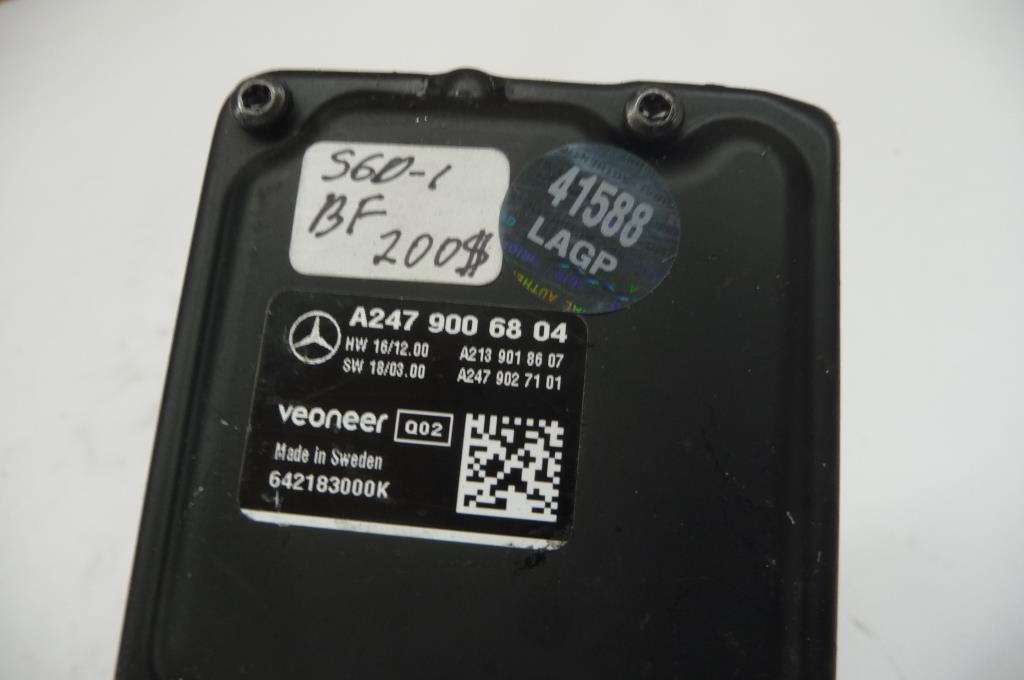 S60-1
BF
200$
41588
LAGP
A247 900 68 04
HW 16/12.00 A213 901 86 07
SW 18/03.00 A247 902 71 01
veoneer Q02
Made in Sweden
642183000K